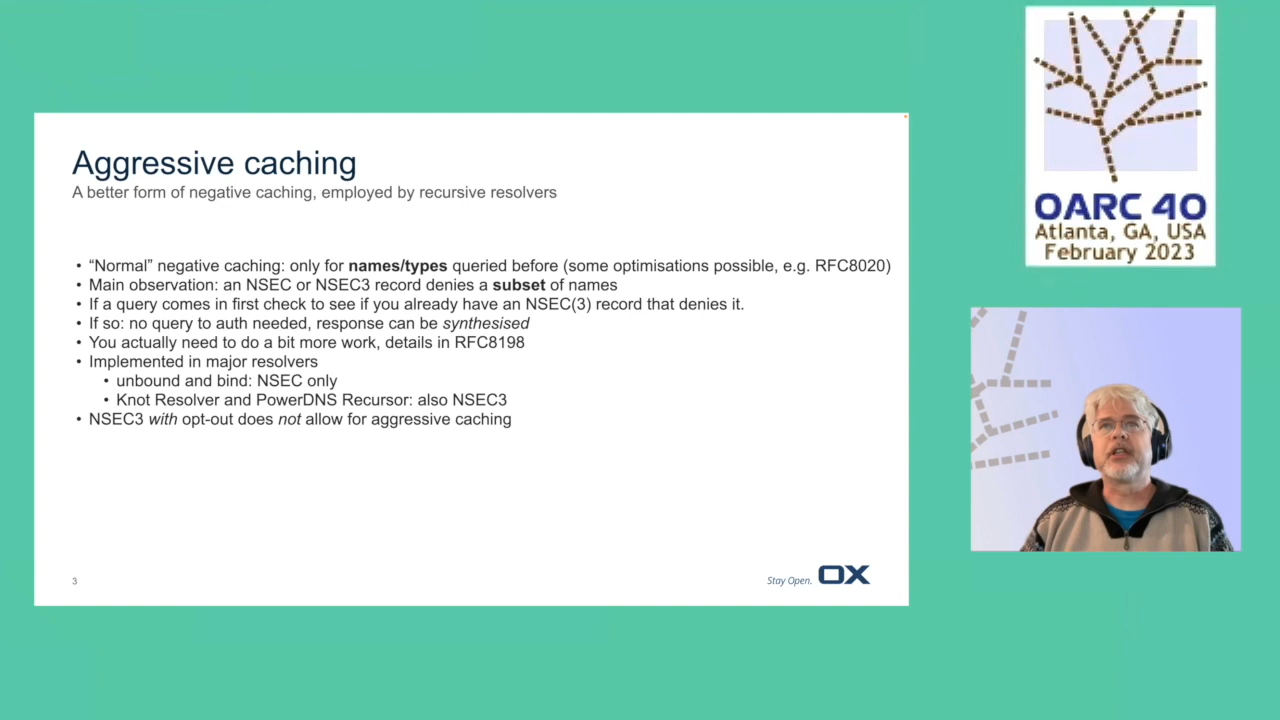 Aggressive caching
A better form of negative caching, employed by recursive resolvers
• “Normal” negative caching: only for names/types queried before (some optimisations possible, e.g. RFC8020)
• Main observation: an NSEC or NSEC3 record denies a subset of names
• If a query comes in first check to see if you already have an NSEC(3) record that denies it.
• If so: no query to auth needed, response can be synthesised
• You actually need to do a bit more work, details in RFC8198
• Implemented in major resolvers
• unbound and bind: NSEC only
• Knot Resolver and PowerDNS Recursor: also NSEC3
• NSEC3 with opt-out does not allow for aggressive caching
3
Stay Open. OX
OARC 40
Atlanta, GA, USA
February 2023